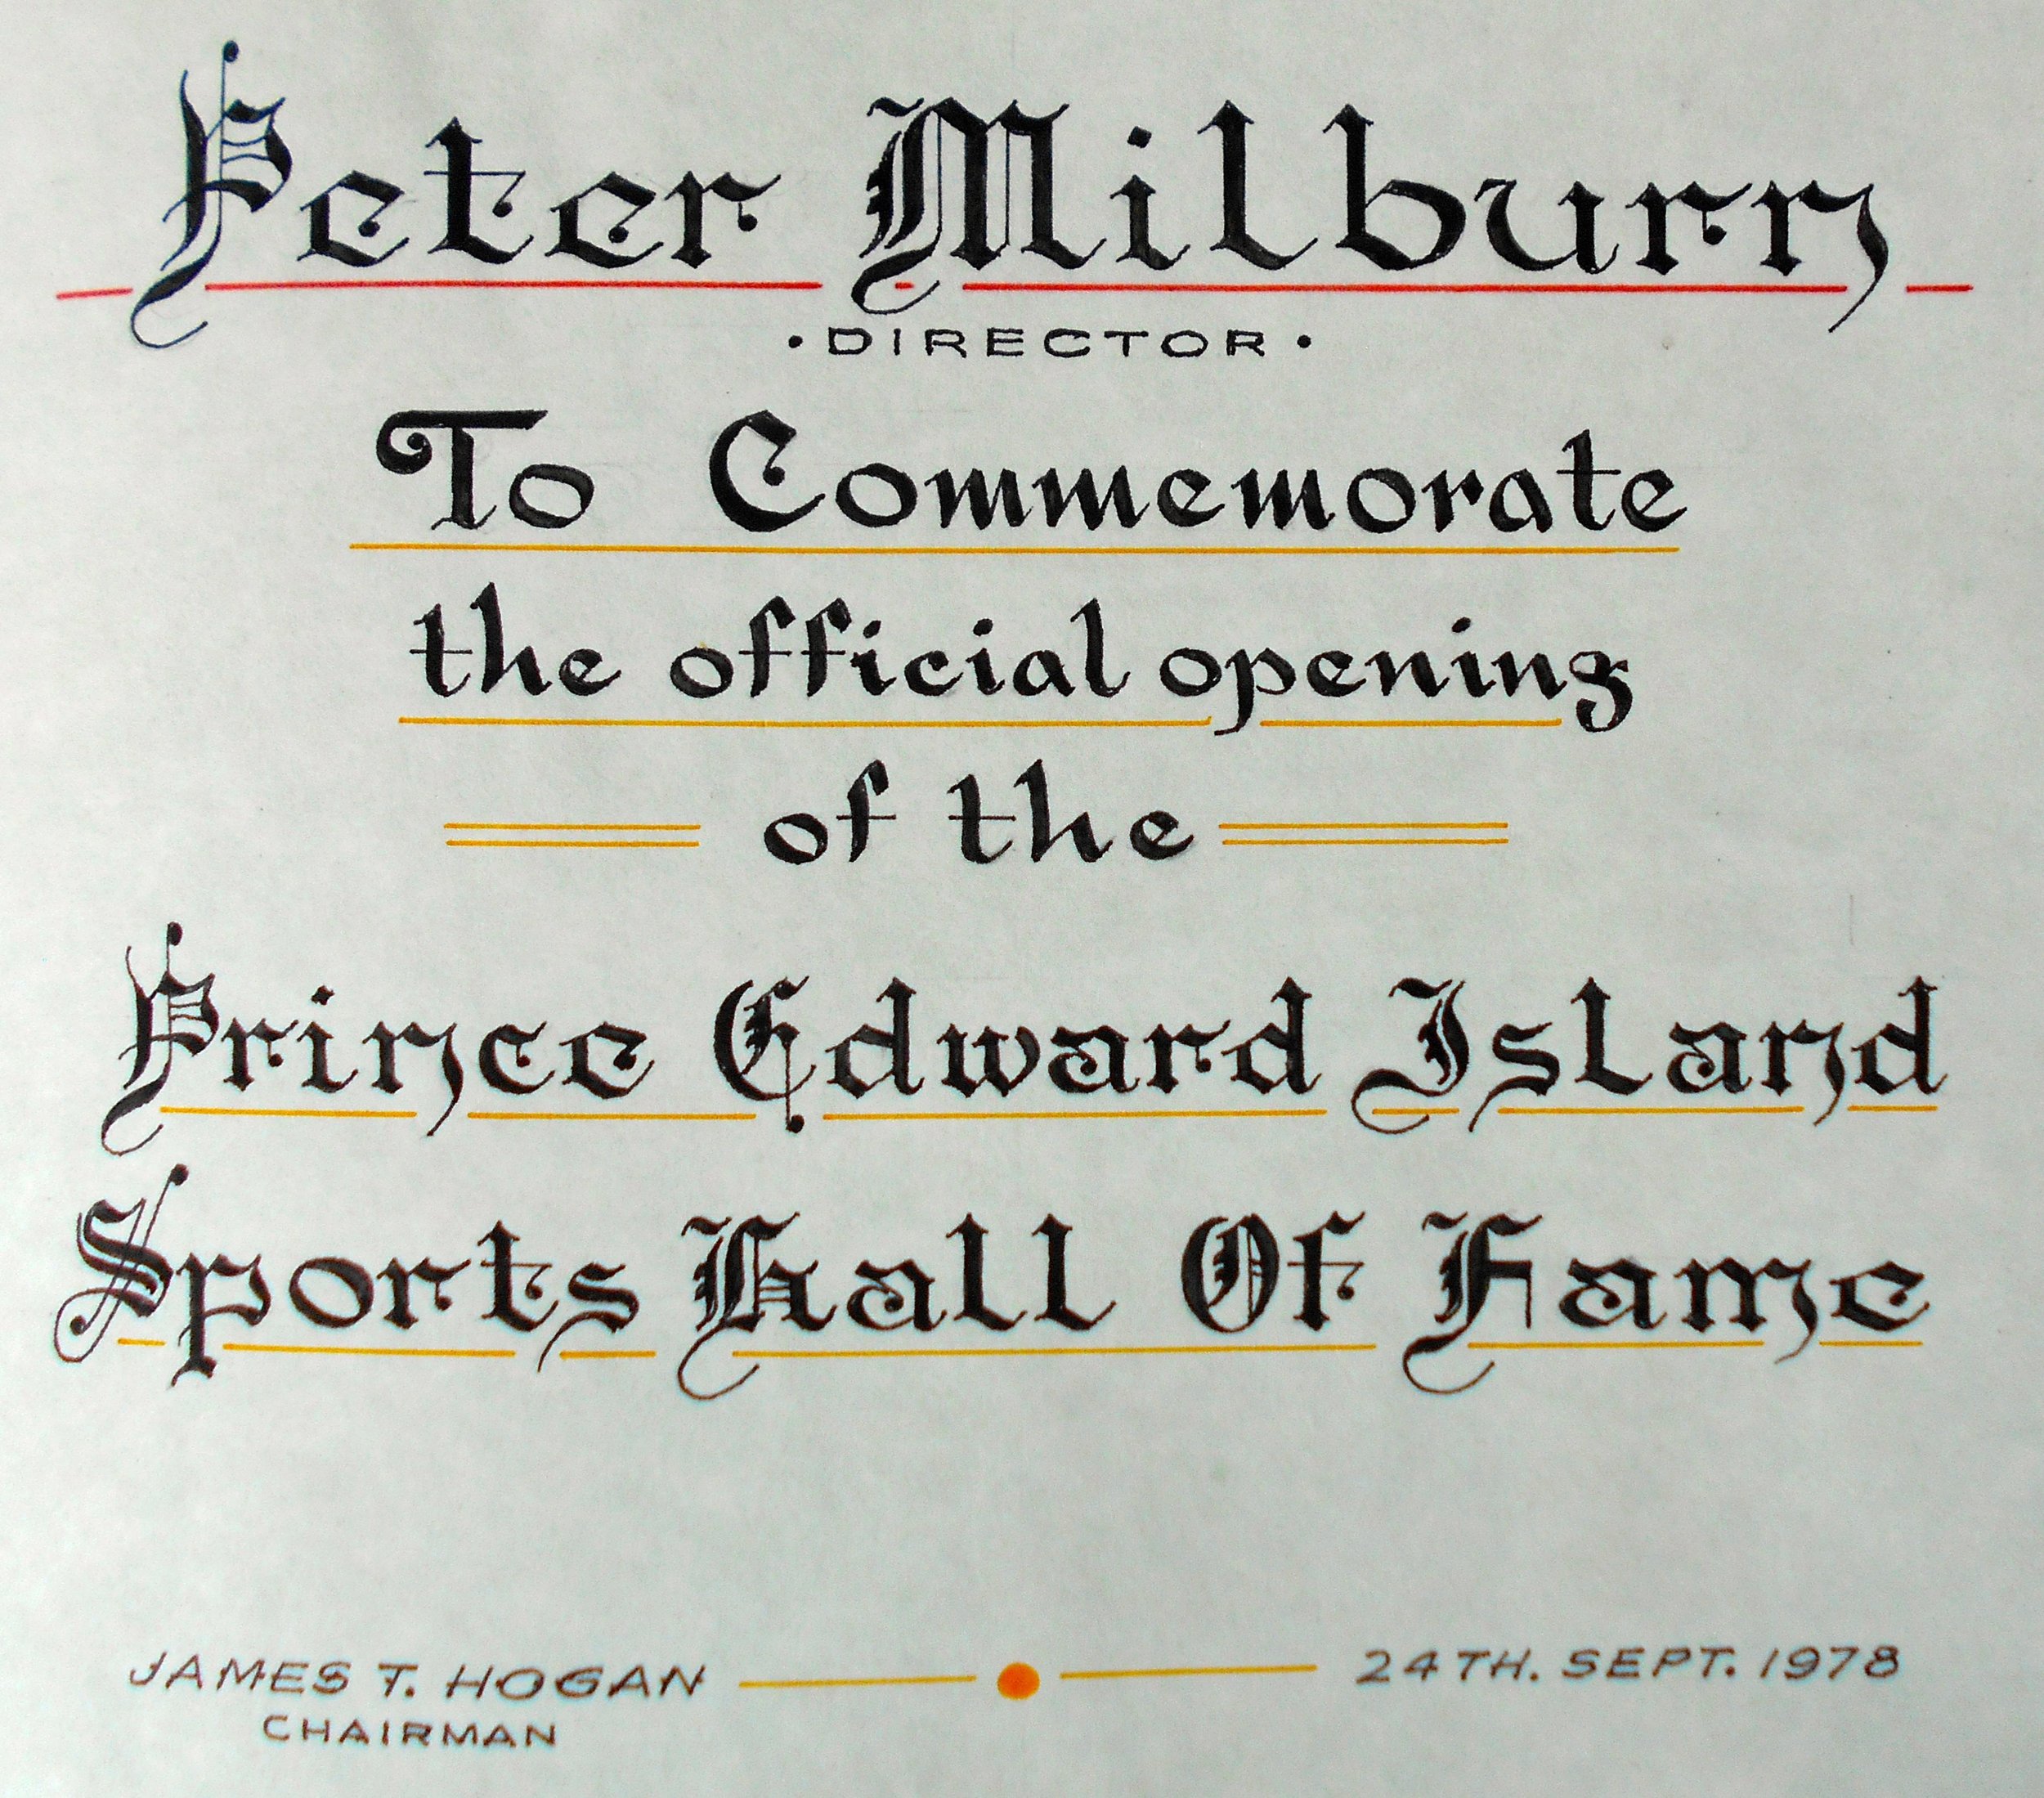 Peter Milburn
• DIRECTOR •
To Commemorate
the official opening
of the
Prince Edward Island
Sports Hall Of Fame
JAMES T. HOGAN 24TH. SEPT. 1978
CHAIRMAN